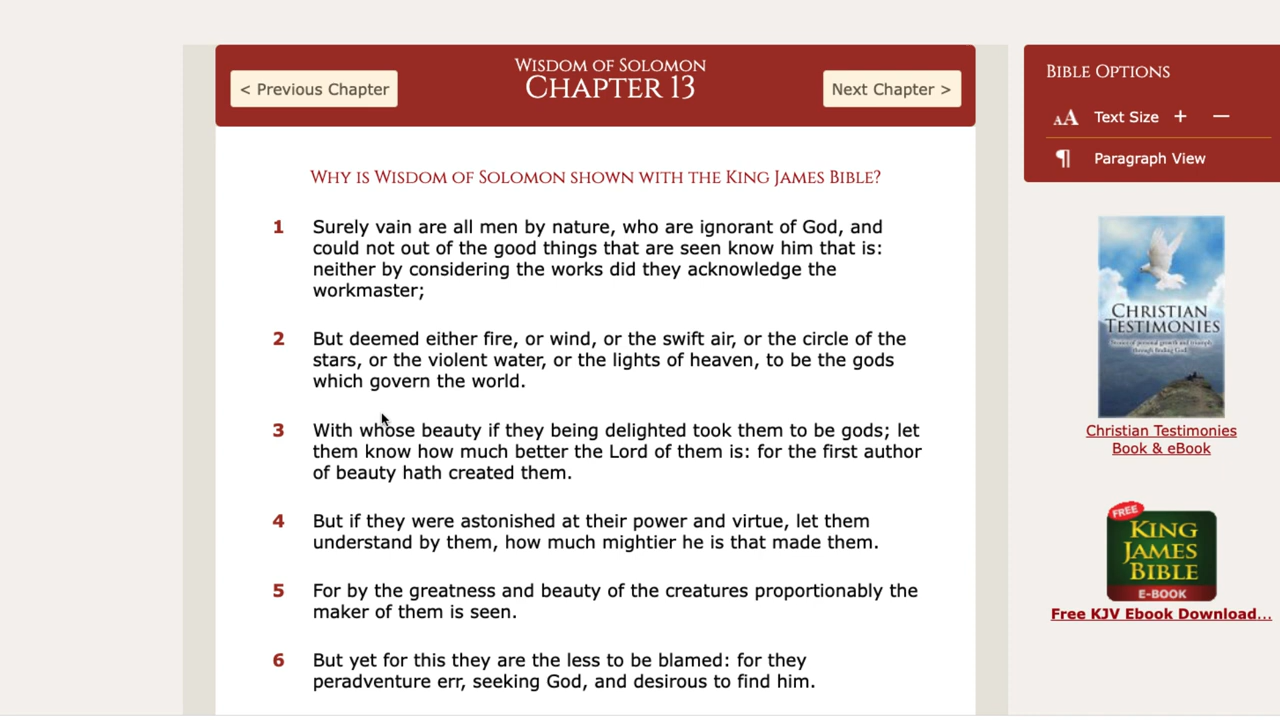 Wisdom of Solomon
Chapter 13
< Previous Chapter
Next Chapter >
Why is Wisdom of Solomon shown with the King James Bible?
1 Surely vain are all men by nature, who are ignorant of God, and
could not out of the good things that are seen know him that is:
neither by considering the works did they acknowledge the
workmaster;
2 But deemed either fire, or wind, or the swift air, or the circle of the
stars, or the violent water, or the lights of heaven, to be the gods
which govern the world.
3 With whose beauty if they being delighted took them to be gods; let
them know how much better the Lord of them is: for the first author
of beauty hath created them.
4 But if they were astonished at their power and virtue, let them
understand by them, how much mightier he is that made them.
5 For by the greatness and beauty of the creatures proportionably the
maker of them is seen.
6 But yet for this they are the less to be blamed: for they
peradventure err, seeking God, and desirous to find him.
Bible Options
AA Text Size + —
¶ Paragraph View
Christian
Testimonies
Stories of personal growth and triumph
through finding God
Christian Testimonies
Book & eBook
FREE
King
James
Bible
E-BOOK
Free KJV Ebook Download...